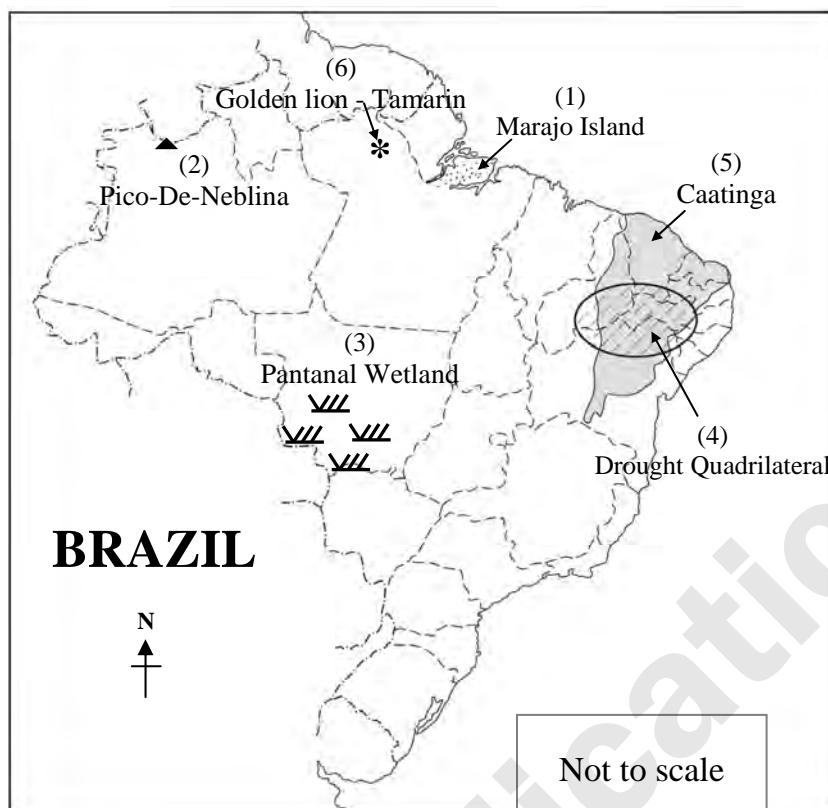 (6)
Golden lion - Tamarin
*
(1)
Marajo Island
(2)
Pico-De-Neblina
(5)
Caatinga
(3)
Pantanal Wetland
(4)
Drought Quadrilateral
BRAZIL
N
Not to scale